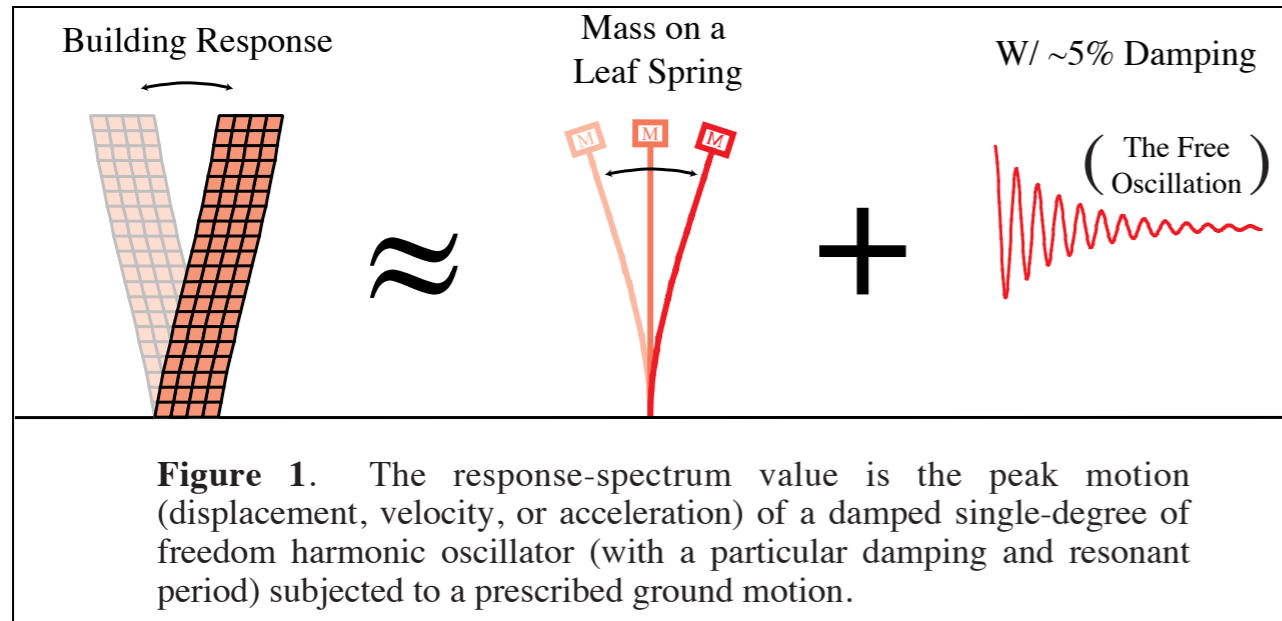 Building Response
Mass on a
Leaf Spring
W/ ~5% Damping
M
M
M
(The Free
Oscillation)
Figure 1. The response-spectrum value is the peak motion
(displacement, velocity, or acceleration) of a damped single-degree of
freedom harmonic oscillator (with a particular damping and resonant
period) subjected to a prescribed ground motion.